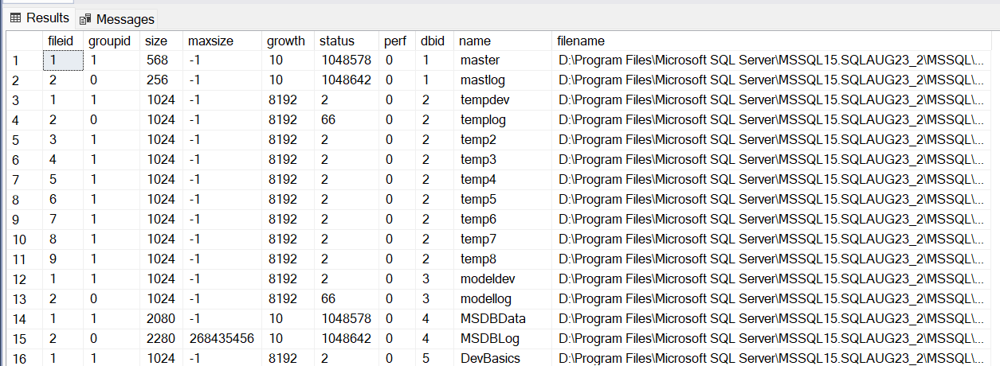 Results Messages
fileid groupid size maxsize growth status perf dbid name filename
1 1 1 568 -1 10 1048578 0 1 master D:\Program Files\Microsoft SQL Server\MSSQL15.SQLAUG23_2\MSSQL\...
2 2 0 256 -1 10 1048642 0 1 mastlog D:\Program Files\Microsoft SQL Server\MSSQL15.SQLAUG23_2\MSSQL\...
3 1 1 1024 -1 8192 2 0 2 tempdev D:\Program Files\Microsoft SQL Server\MSSQL15.SQLAUG23_2\MSSQL\...
4 2 0 1024 -1 8192 66 0 2 templog D:\Program Files\Microsoft SQL Server\MSSQL15.SQLAUG23_2\MSSQL\...
5 3 1 1024 -1 8192 2 0 2 temp2 D:\Program Files\Microsoft SQL Server\MSSQL15.SQLAUG23_2\MSSQL\...
6 4 1 1024 -1 8192 2 0 2 temp3 D:\Program Files\Microsoft SQL Server\MSSQL15.SQLAUG23_2\MSSQL\...
7 5 1 1024 -1 8192 2 0 2 temp4 D:\Program Files\Microsoft SQL Server\MSSQL15.SQLAUG23_2\MSSQL\...
8 6 1 1024 -1 8192 2 0 2 temp5 D:\Program Files\Microsoft SQL Server\MSSQL15.SQLAUG23_2\MSSQL\...
9 7 1 1024 -1 8192 2 0 2 temp6 D:\Program Files\Microsoft SQL Server\MSSQL15.SQLAUG23_2\MSSQL\...
10 8 1 1024 -1 8192 2 0 2 temp7 D:\Program Files\Microsoft SQL Server\MSSQL15.SQLAUG23_2\MSSQL\...
11 9 1 1024 -1 8192 2 0 2 temp8 D:\Program Files\Microsoft SQL Server\MSSQL15.SQLAUG23_2\MSSQL\...
12 1 1 1024 -1 8192 2 0 3 modeldev D:\Program Files\Microsoft SQL Server\MSSQL15.SQLAUG23_2\MSSQL\...
13 2 0 1024 -1 8192 66 0 3 modellog D:\Program Files\Microsoft SQL Server\MSSQL15.SQLAUG23_2\MSSQL\...
14 1 1 2080 -1 10 1048578 0 4 MSDBData D:\Program Files\Microsoft SQL Server\MSSQL15.SQLAUG23_2\MSSQL\...
15 2 0 2280 268435456 10 1048642 0 4 MSDBLog D:\Program Files\Microsoft SQL Server\MSSQL15.SQLAUG23_2\MSSQL\...
16 1 1 1024 -1 8192 2 0 5 DevBasics D:\Program Files\Microsoft SQL Server\MSSQL15.SQLAUG23_2\MSSQL\...